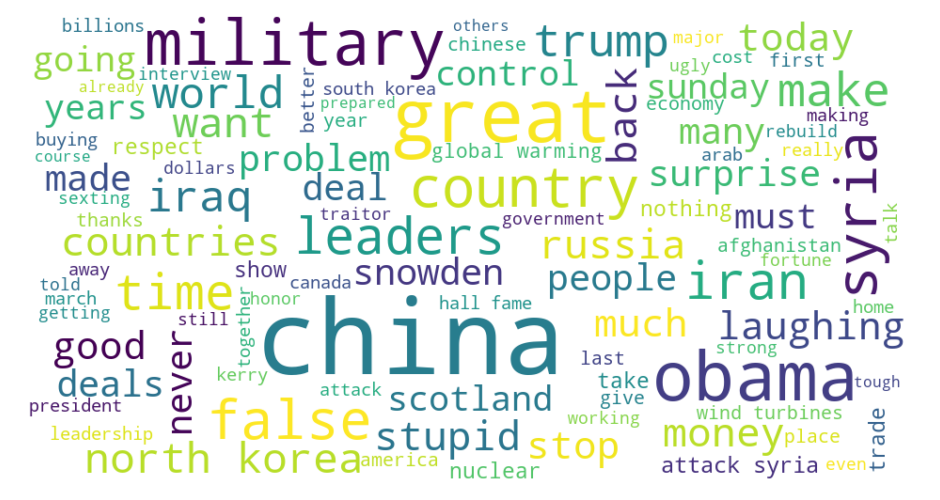 billions
military
others
chinese
trump
major
today
going
already
interview
world
years
want
better
south korea
prepared
year
control
great
back
ugly
cost
first
sunday
economy
make
making
buying
course
respect
dollars
problem
global warming
many
rebuild
really
arab
made
sexting
iraq
deal
country
surprise
syria
talk
thanks
traitor
government
nothing
must
countries
leaders
russia
afghanistan
fortune
away
show
canada
snowden
people
iran
told
march
time
honor
hall fame
home
getting
still
together
china
much
laughing
good
never
last
strong
deals
kerry
attack
scotland
take
give
obama
tough
president
false
working
wind turbines
trade
leadership
stupid
stop
money
place
north korea
america
nuclear
attack syria
even